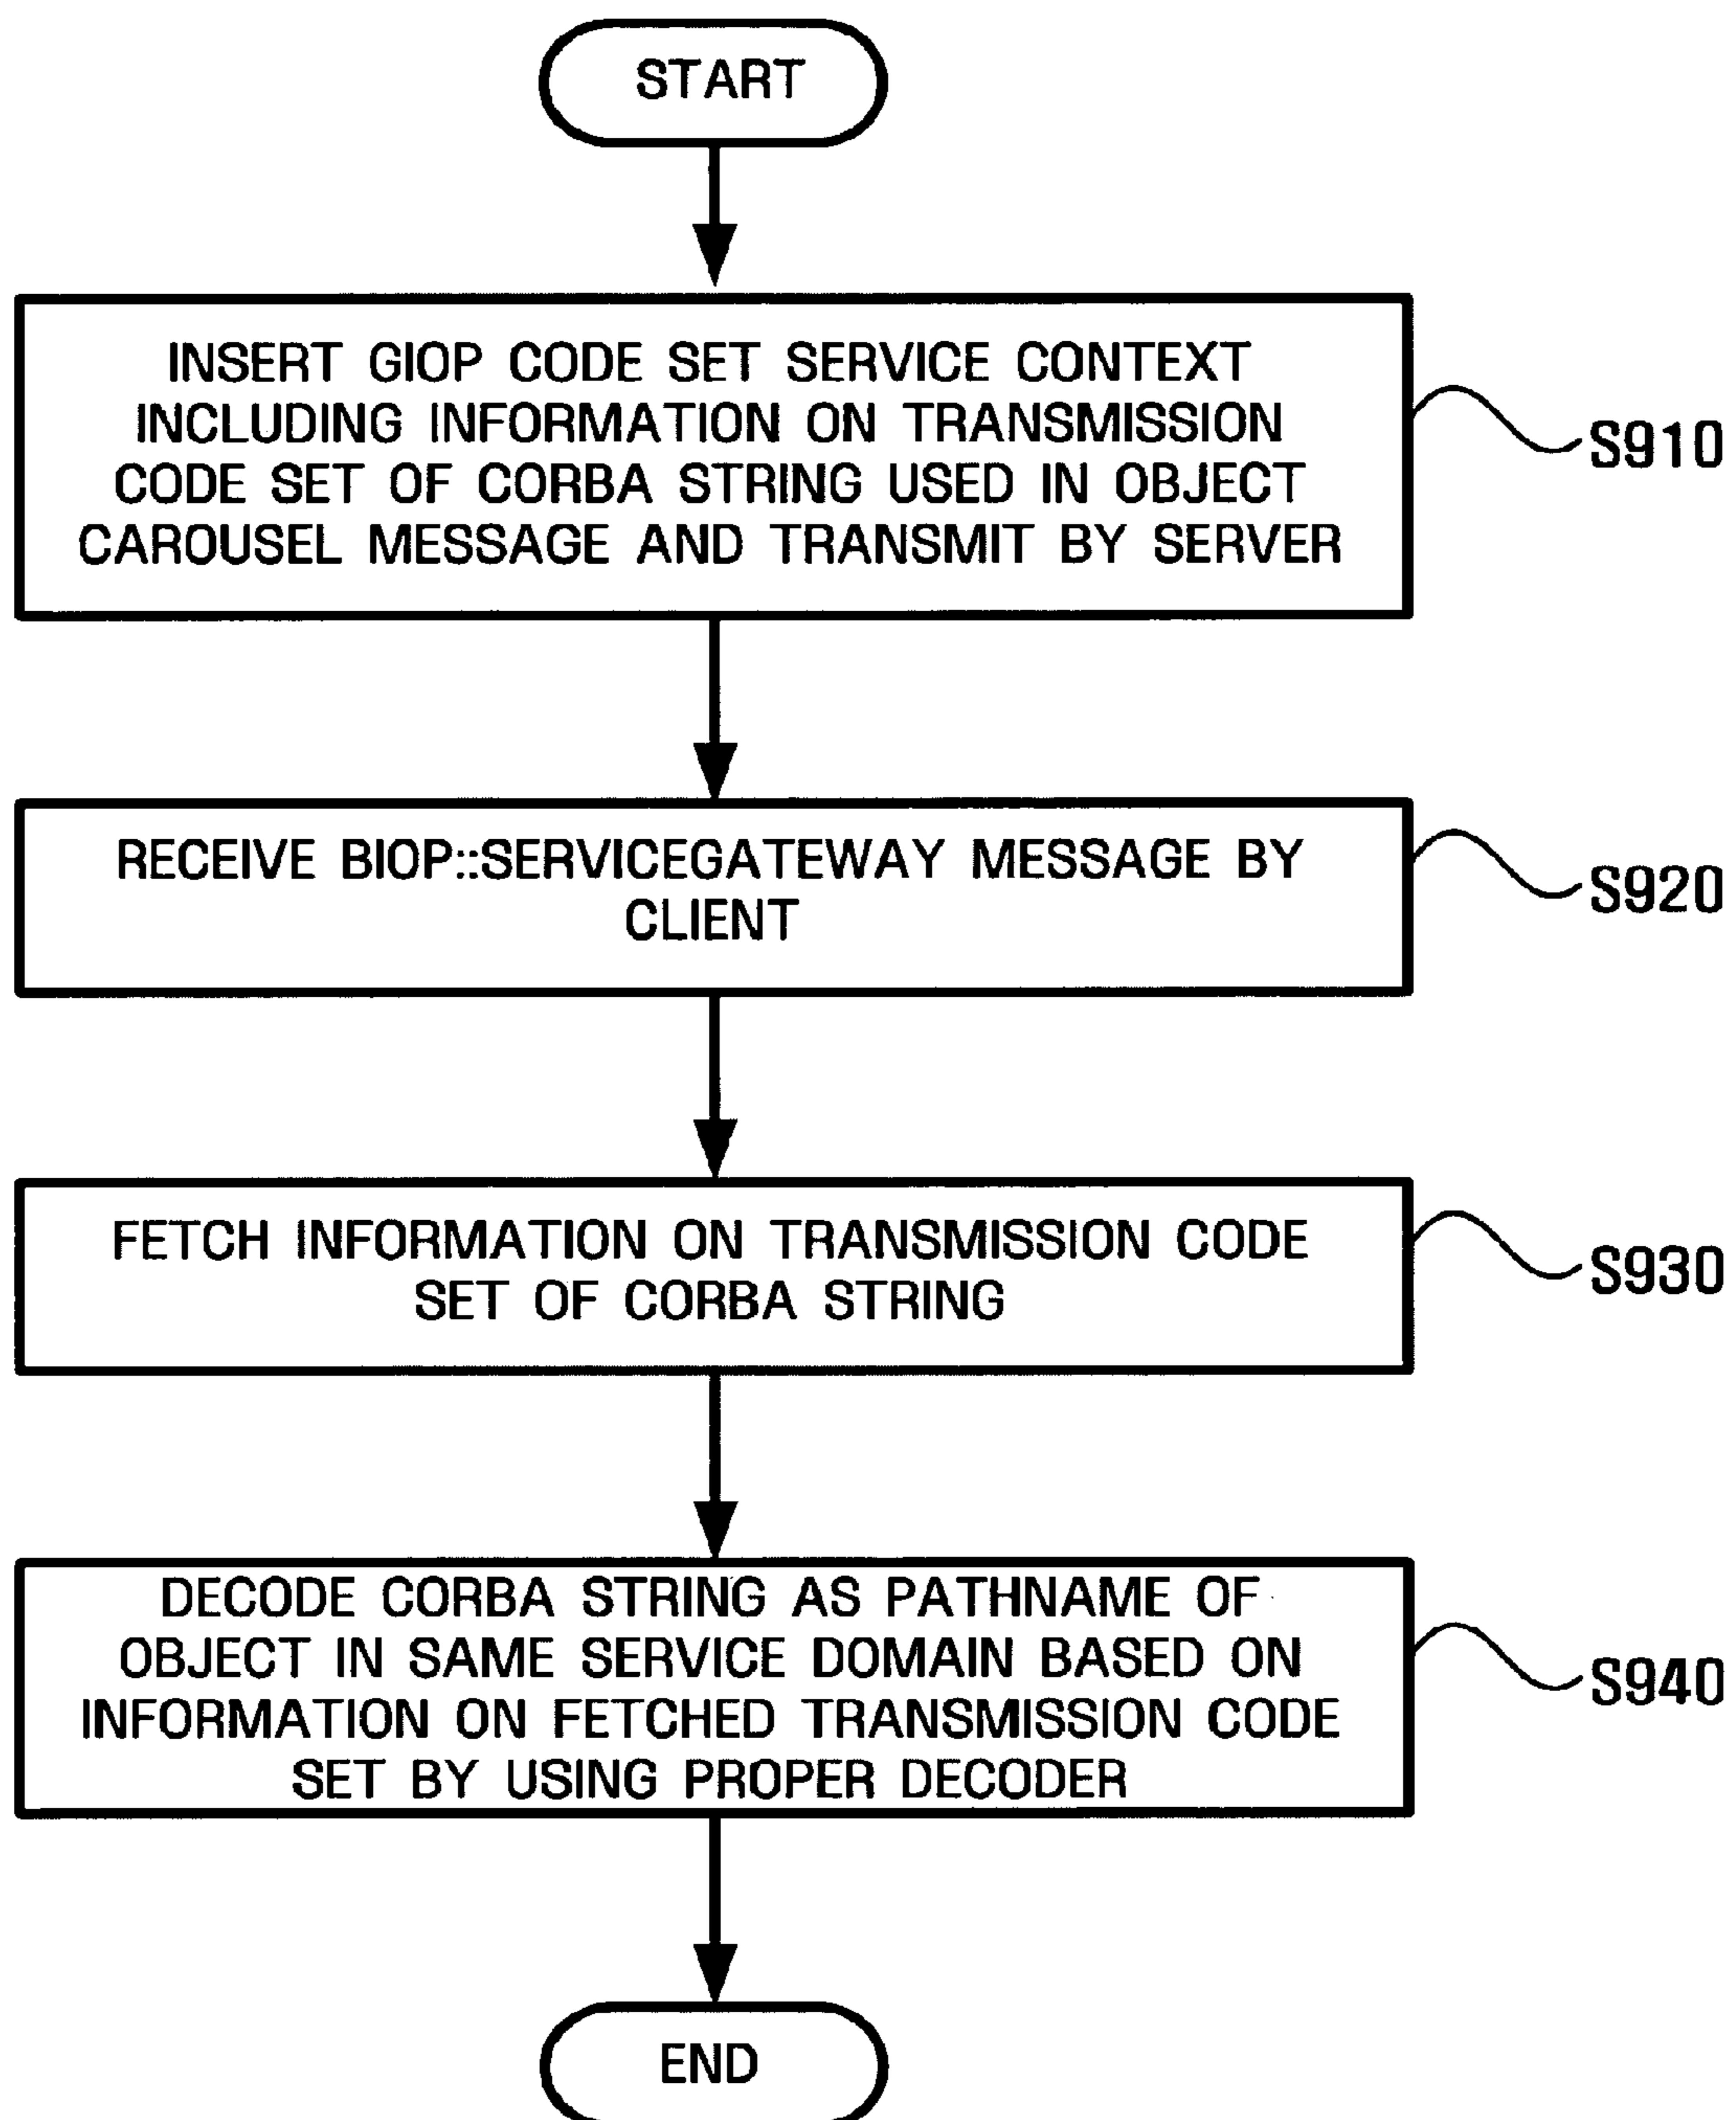 START
INSERT GIOP CODE SET SERVICE CONTEXT
INCLUDING INFORMATION ON TRANSMISSION
CODE SET OF CORBA STRING USED IN OBJECT
CAROUSEL MESSAGE AND TRANSMIT BY SERVER
S910
RECEIVE BIOP::SERVICEGATEWAY MESSAGE BY
CLIENT
S920
FETCH INFORMATION ON TRANSMISSION CODE
SET OF CORBA STRING
S930
DECODE CORBA STRING AS PATHNAME OF
OBJECT IN SAME SERVICE DOMAIN BASED ON
INFORMATION ON FETCHED TRANSMISSION CODE
SET BY USING PROPER DECODER
S940
END